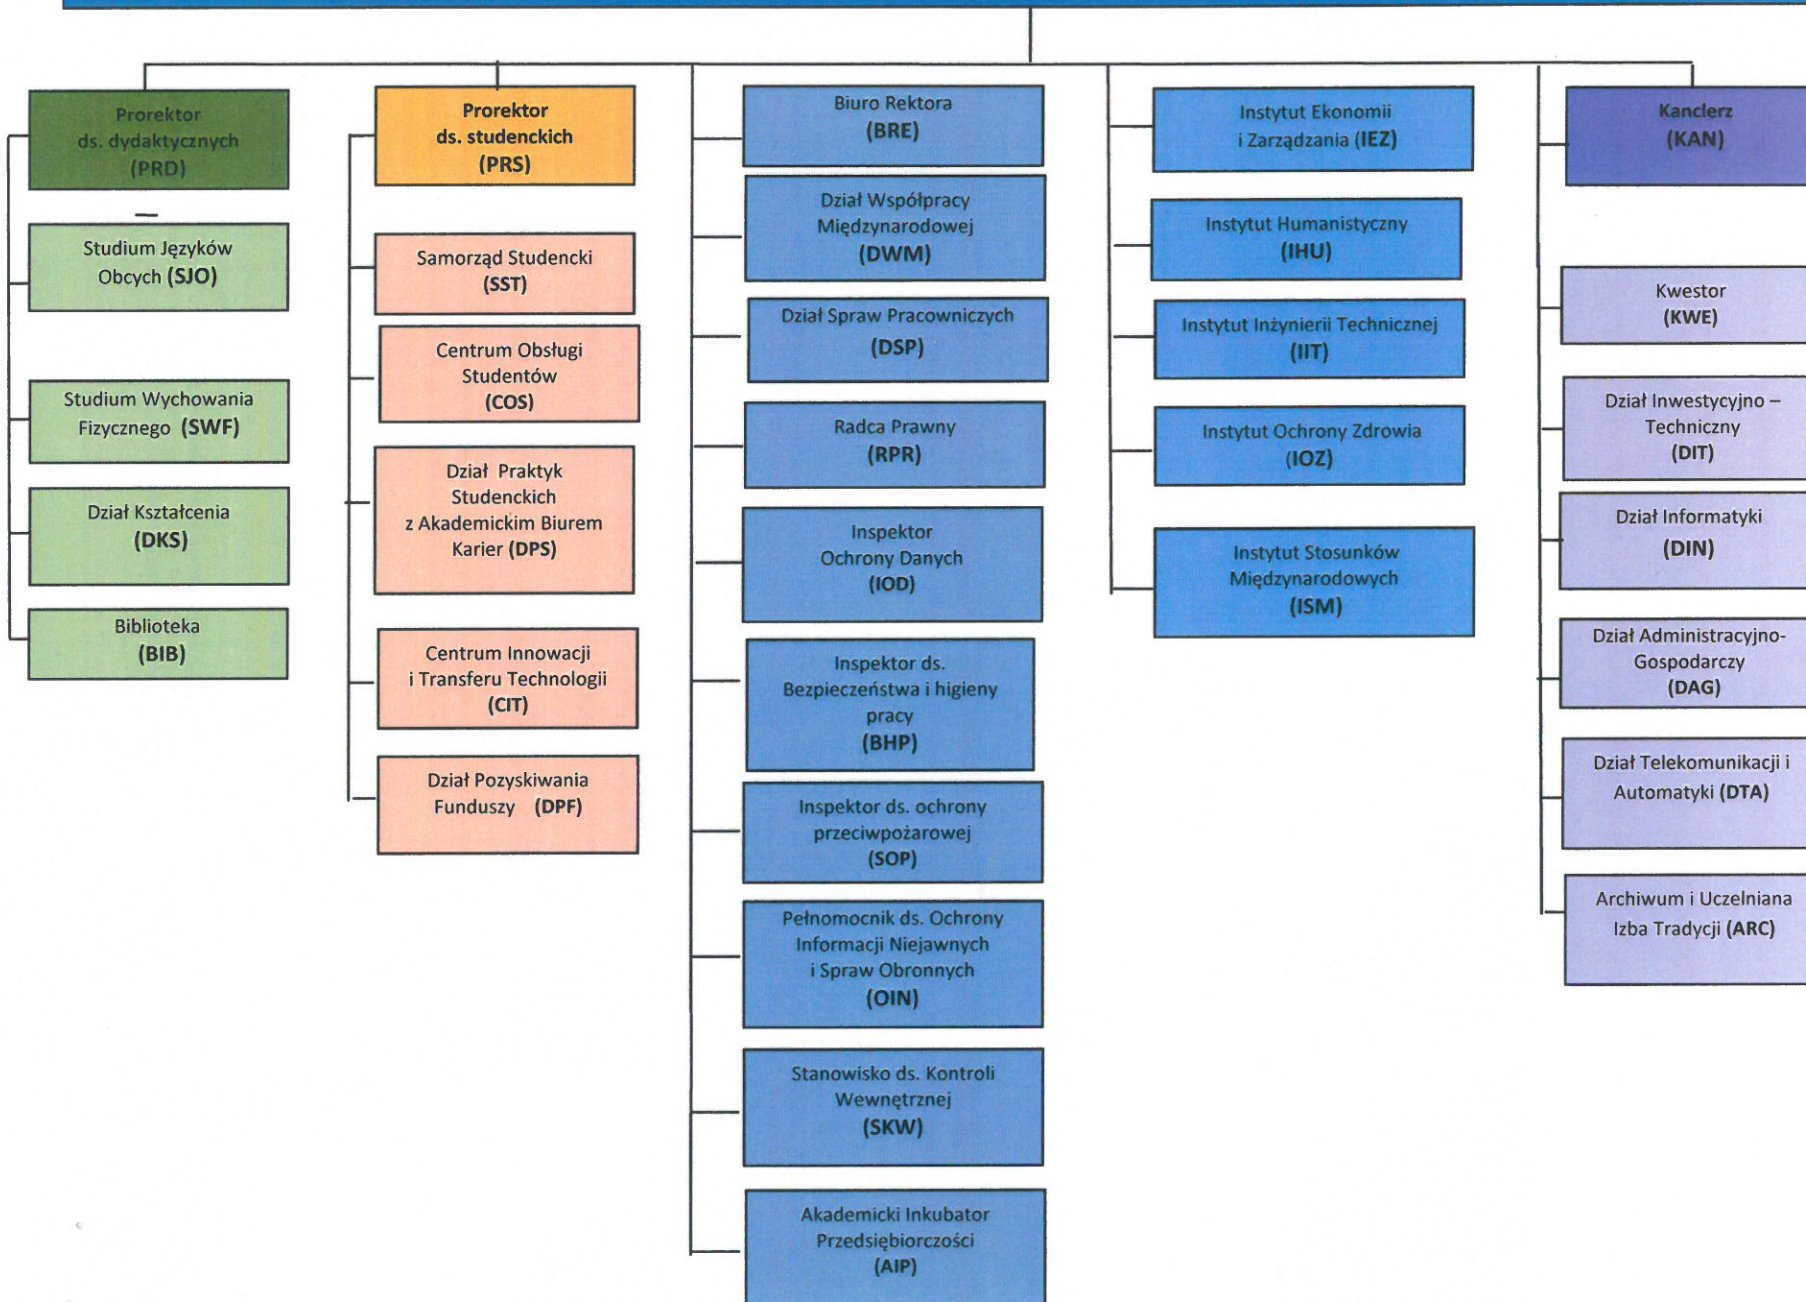 Prorektor
ds. dydaktycznych
(PRD)
Studium Języków
Obcych (SJO)
Studium Wychowania
Fizycznego (SWF)
Dział Kształcenia
(DKS)
Biblioteka
(BIB)
Prorektor
ds. studenckich
(PRS)
Samorząd Studencki
(SST)
Centrum Obsługi
Studentów
(COS)
Dział Praktyk
Studenckich
z Akademickim Biurem
Karier (DPS)
Centrum Innowacji
i Transferu Technologii
(CIT)
Dział Pozyskiwania
Funduszy (DPF)
Biuro Rektora
(BRE)
Dział Współpracy
Międzynarodowej
(DWM)
Dział Spraw Pracowniczych
(DSP)
Radca Prawny
(RPR)
Inspektor
Ochrony Danych
(IOD)
Inspektor ds.
Bezpieczeństwa i higieny
pracy
(BHP)
Inspektor ds. ochrony
przeciwpożarowej
(SOP)
Pełnomocnik ds. Ochrony
Informacji Niejawnych
i Spraw Obronnych
(OIN)
Stanowisko ds. Kontroli
Wewnętrznej
(SKW)
Akademicki Inkubator
Przedsiębiorczości
(AIP)
Instytut Ekonomii
i Zarządzania (IEZ)
Instytut Humanistyczny
(IHU)
Instytut Inżynierii Technicznej
(IIT)
Instytut Ochrony Zdrowia
(IOZ)
Instytut Stosunków
Międzynarodowych
(ISM)
Kanclerz
(KAN)
Kwestor
(KWE)
Dział Inwestycyjno –
Techniczny
(DIT)
Dział Informatyki
(DIN)
Dział Administracyjno-
Gospodarczy
(DAG)
Dział Telekomunikacji i
Automatyki (DTA)
Archiwum i Uczelniana
Izba Tradycji (ARC)